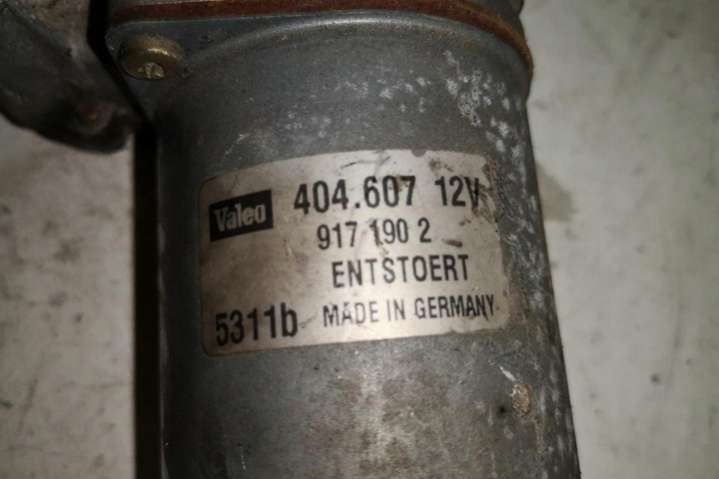 Valeo 404.607 12V
917 190 2
ENTSTOERT
5311b MADE IN GERMANY